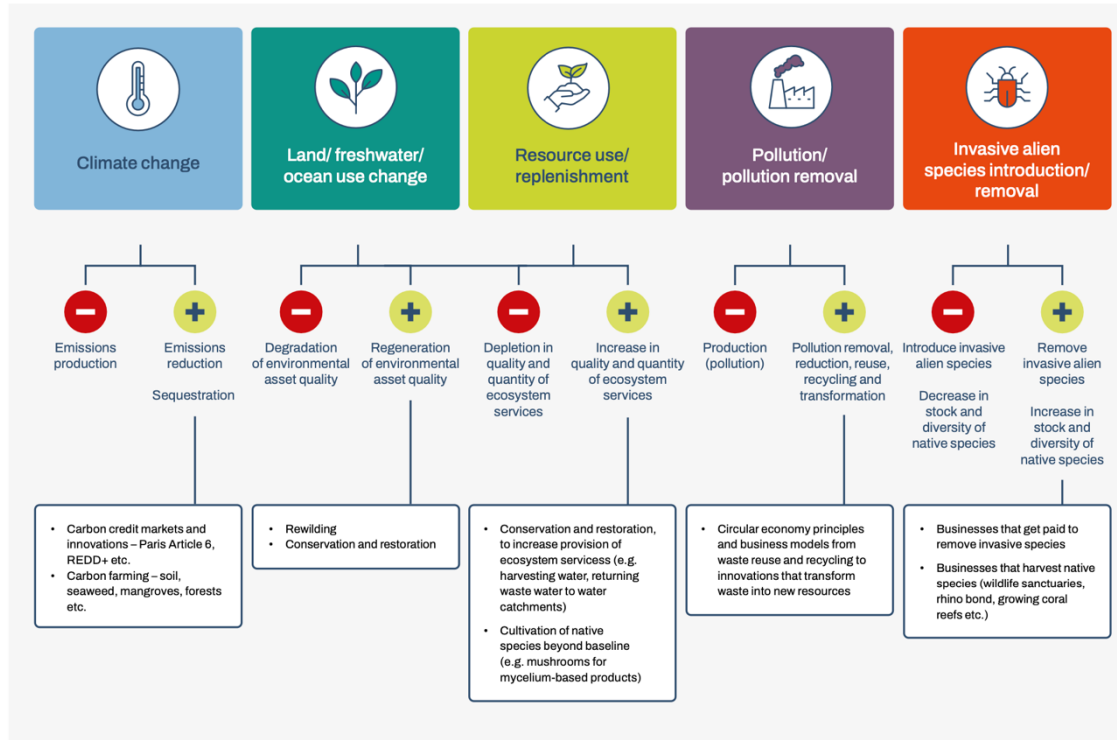 Climate change
Land/ freshwater/
ocean use change
Resource use/
replenishment
Pollution/
pollution removal
Invasive alien
species introduction/
removal
Emissions
production
Emissions
reduction
Sequestration
Degradation
of environmental
asset quality
Regeneration
of environmental
asset quality
Depletion in
quality and
quantity of
ecosystem
services
Increase in
quality and quantity
of ecosystem
services
Production
(pollution)
Pollution removal,
reduction, reuse,
recycling and
transformation
Introduce invasive
alien species
Decrease in
stock and
diversity of
native species
Remove
invasive alien
species
Increase in
stock and
diversity of
native species
• Carbon credit markets and
innovations – Paris Article 6,
REDD+ etc.
• Carbon farming – soil,
seaweed, mangroves, forests
etc.
• Rewilding
• Conservation and restoration
• Conservation and restoration,
to increase provision of
ecosystem servicess (e.g.
harvesting water, returning
waste water to water
catchments)
• Cultivation of native
species beyond baseline
(e.g. mushrooms for
mycelium-based products)
• Circular economy principles
and business models from
waste reuse and recycling to
innovations that transform
waste into new resources
• Businesses that get paid to
remove invasive species
• Businesses that harvest native
species (wildlife sanctuaries,
rhino bond, growing coral
reefs etc.)